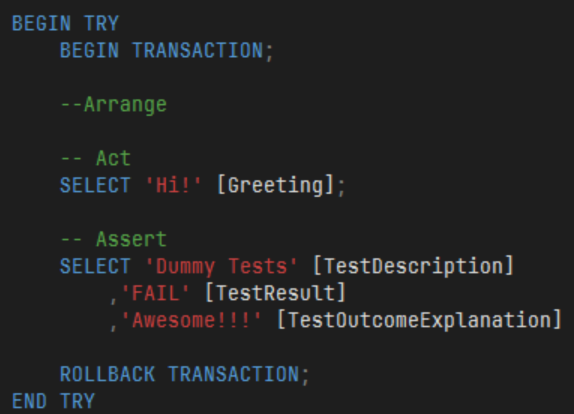 BEGIN TRY
BEGIN TRANSACTION;
--Arrange
-- Act
SELECT 'Hi!' [Greeting];
-- Assert
SELECT 'Dummy Tests' [TestDescription]
,'FAIL' [TestResult]
,'Awesome!!!' [TestOutcomeExplanation]
ROLLBACK TRANSACTION;
END TRY